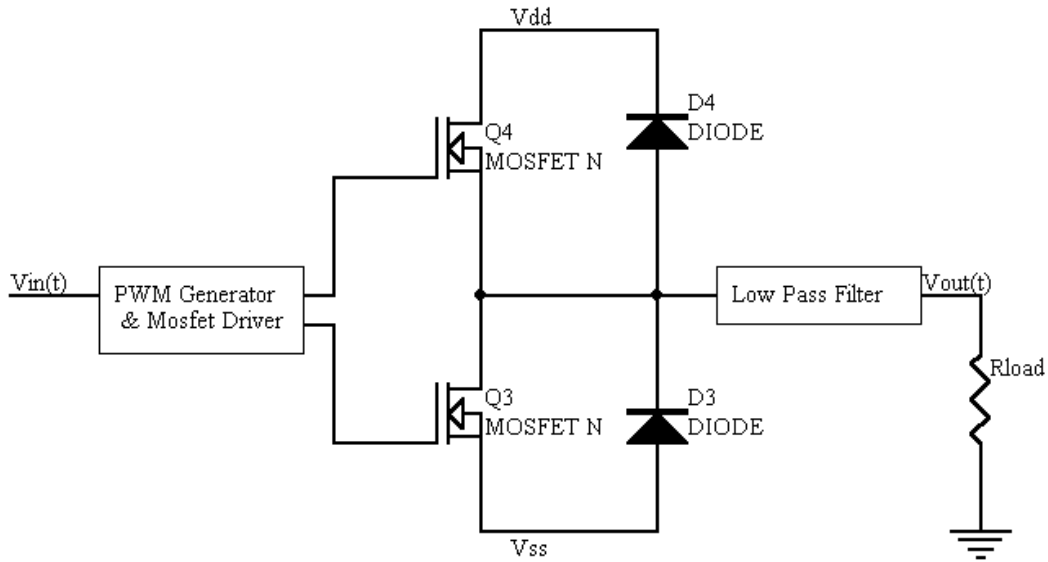 Vdd
D4
DIODE
Q4
MOSFET N
Vin(t)
PWM Generator
& Mosfet Driver
Low Pass Filter
Vout(t)
Rload
Q3
MOSFET N
D3
DIODE
Vss